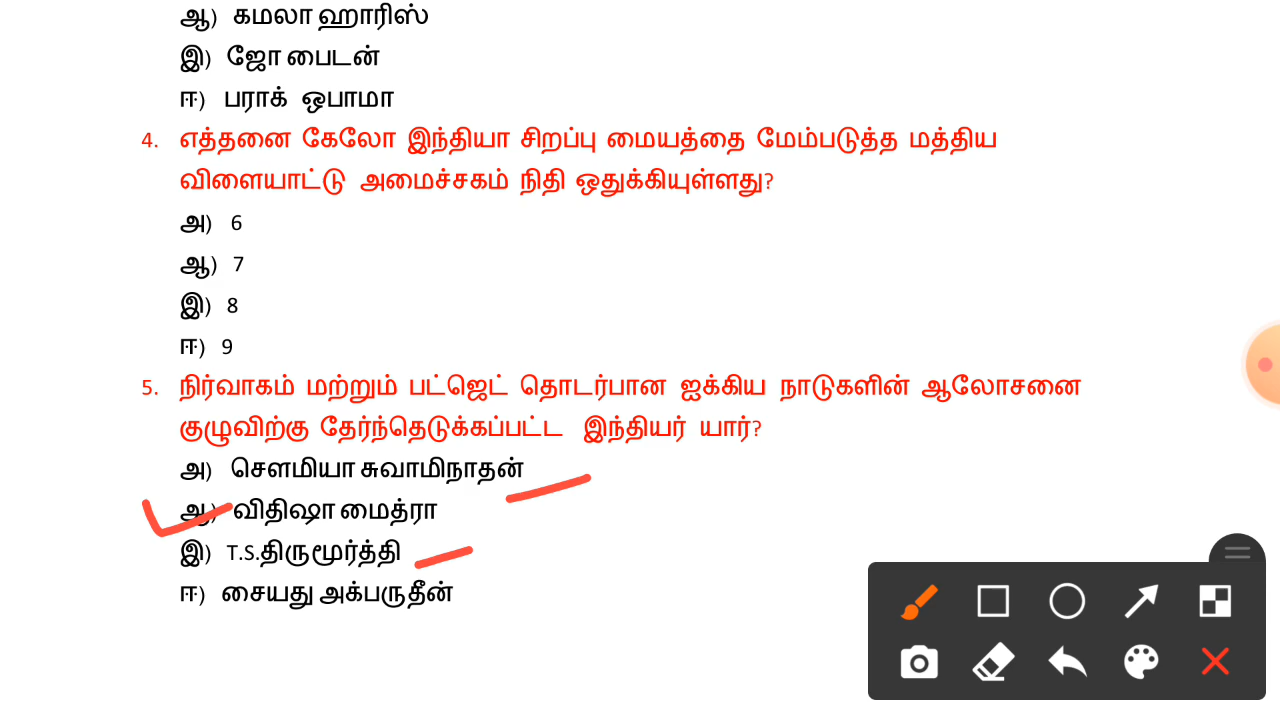 ஆ) கமலா ஹாரிஸ்
இ) ஜோ பைடன்
ஈ) பராக் ஒபாமா
4. எத்தனை கேலோ இந்தியா சிறப்பு மையத்தை மேம்படுத்த மத்திய
விளையாட்டு அமைச்சகம் நிதி ஒதுக்கியுள்ளது?
அ) 6
ஆ) 7
இ) 8
ஈ) 9
5. நிர்வாகம் மற்றும் பட்ஜெட் தொடர்பான ஐக்கிய நாடுகளின் ஆலோசனை
குழுவிற்கு தேர்ந்தெடுக்கப்பட்ட இந்தியர் யார்?
அ) சௌமியா சுவாமிநாதன்
ஆ) விதிஷா மைத்ரா
இ) T.S.திருமூர்த்தி
ஈ) சையது அக்பருதீன்